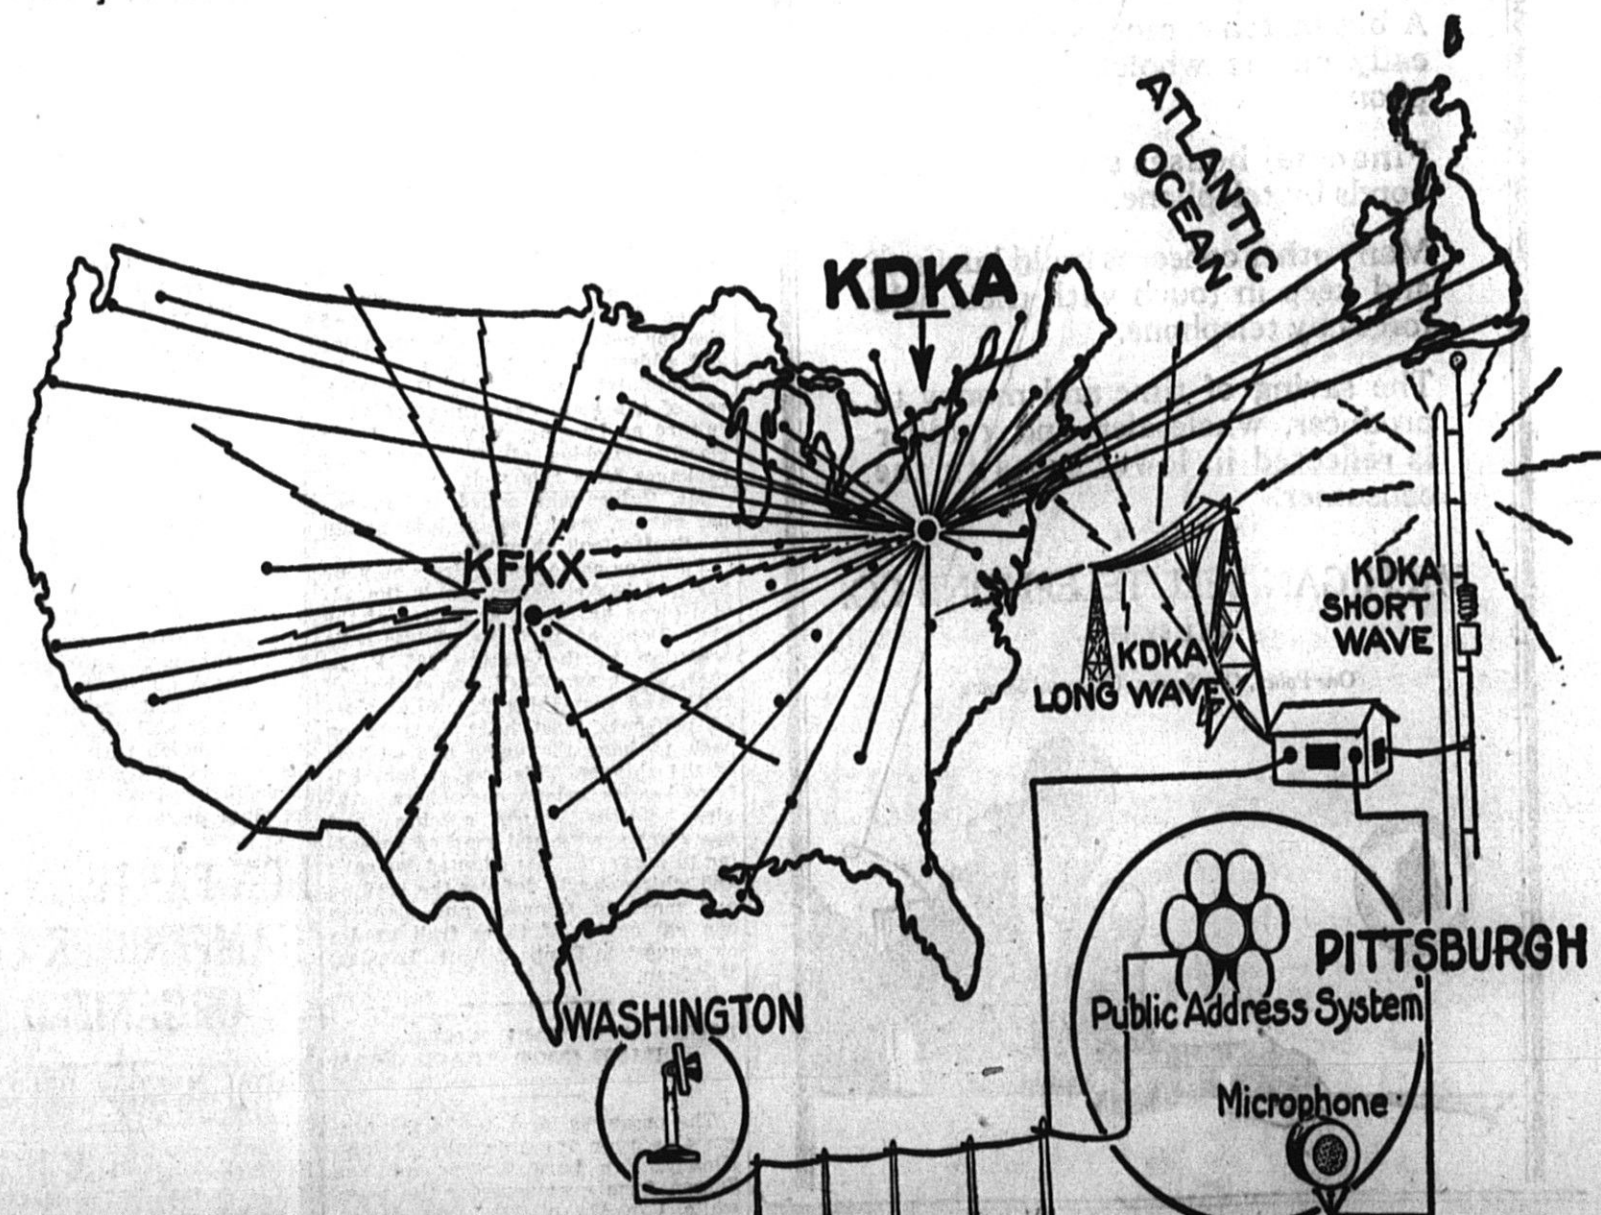 ATLANTIC
OCEAN
KDKA
KFKX
KDKA
SHORT
WAVE
KDKA
LONG WAVE
PITTSBURGH
Public Address System
WASHINGTON
Microphone